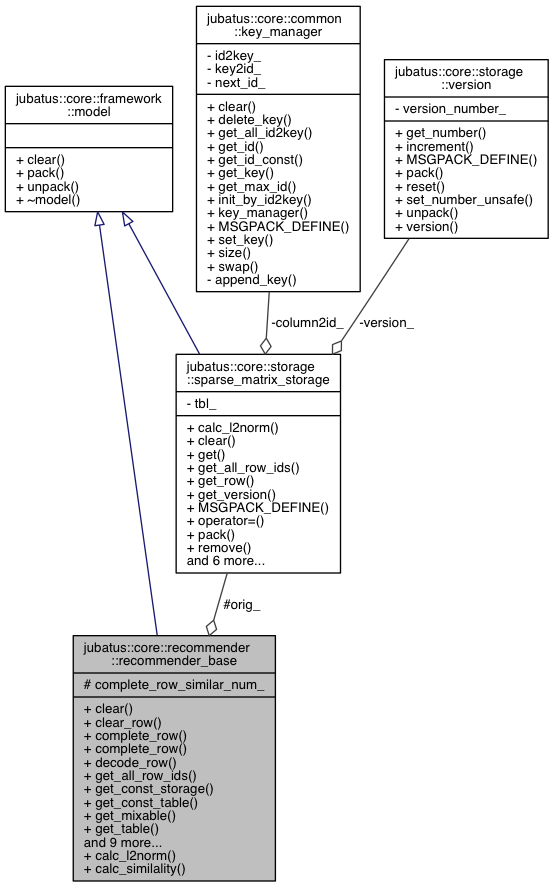 jubatus::core::common
::key_manager
- id2key_
- key2id_
- next_id_
+ clear()
+ delete_key()
+ get_all_id2key()
+ get_id()
+ get_id_const()
+ get_key()
+ get_max_id()
+ init_by_id2key()
+ key_manager()
+ MSGPACK_DEFINE()
+ set_key()
+ size()
+ swap()
- append_key()
jubatus::core::storage
::version
- version_number_
+ get_number()
+ increment()
+ MSGPACK_DEFINE()
+ pack()
+ reset()
+ set_number_unsafe()
+ unpack()
+ version()
jubatus::core::framework
::model
+ clear()
+ pack()
+ unpack()
+ ~model()
-column2id_
-version_
jubatus::core::storage
::sparse_matrix_storage
- tbl_
+ calc_l2norm()
+ clear()
+ get()
+ get_all_row_ids()
+ get_row()
+ get_version()
+ MSGPACK_DEFINE()
+ operator=()
+ pack()
+ remove()
and 6 more...
#orig_
jubatus::core::recommender
::recommender_base
# complete_row_similar_num_
+ clear()
+ clear_row()
+ complete_row()
+ complete_row()
+ decode_row()
+ get_all_row_ids()
+ get_const_storage()
+ get_const_table()
+ get_mixable()
+ get_table()
and 9 more...
+ calc_l2norm()
+ calc_similality()